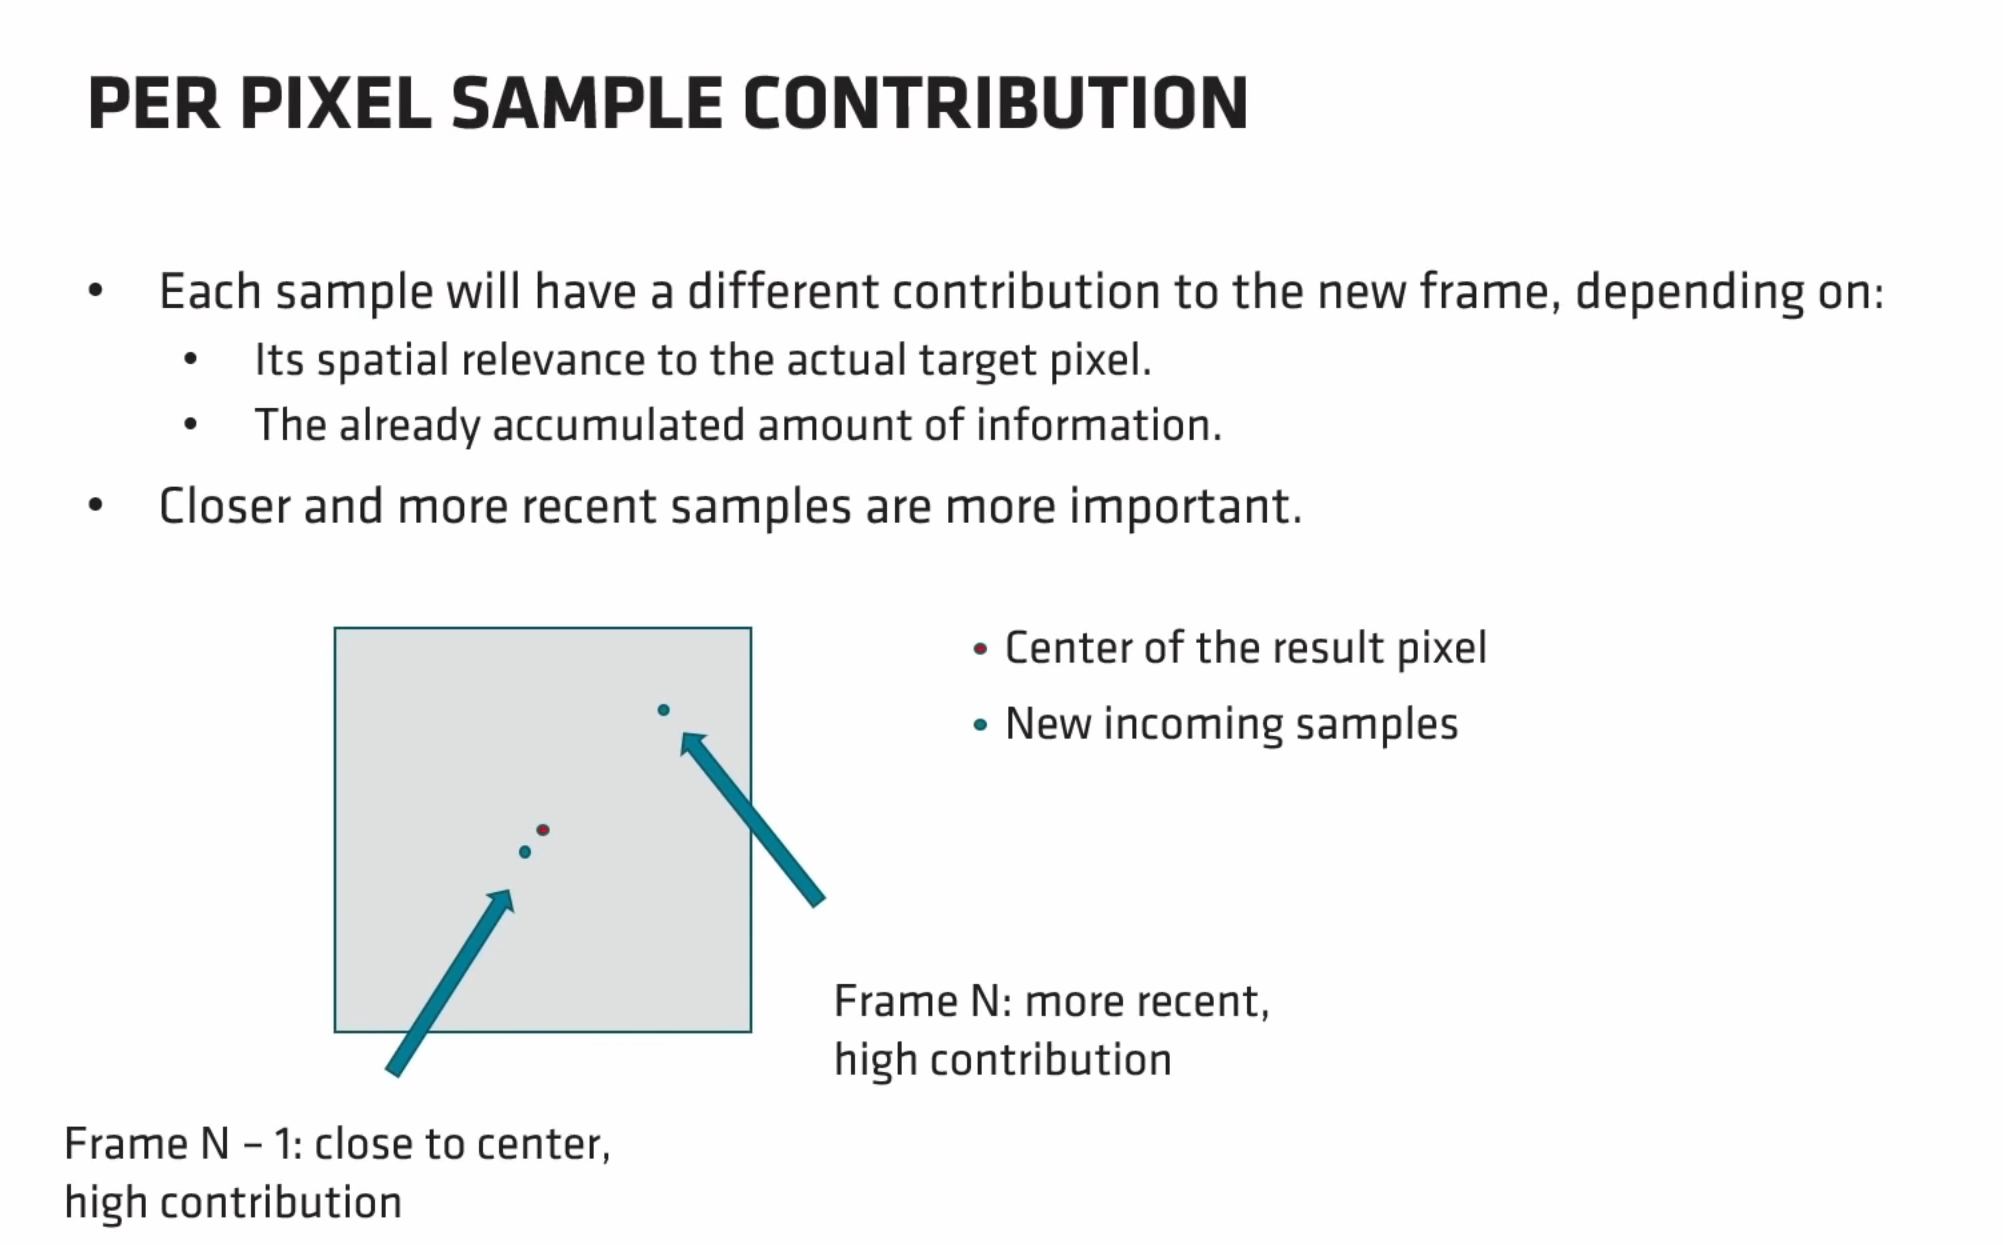 PER PIXEL SAMPLE CONTRIBUTION
• Each sample will have a different contribution to the new frame, depending on:
• Its spatial relevance to the actual target pixel.
• The already accumulated amount of information.
• Closer and more recent samples are more important.
• Center of the result pixel
• New incoming samples
Frame N: more recent,
high contribution
Frame N – 1: close to center,
high contribution